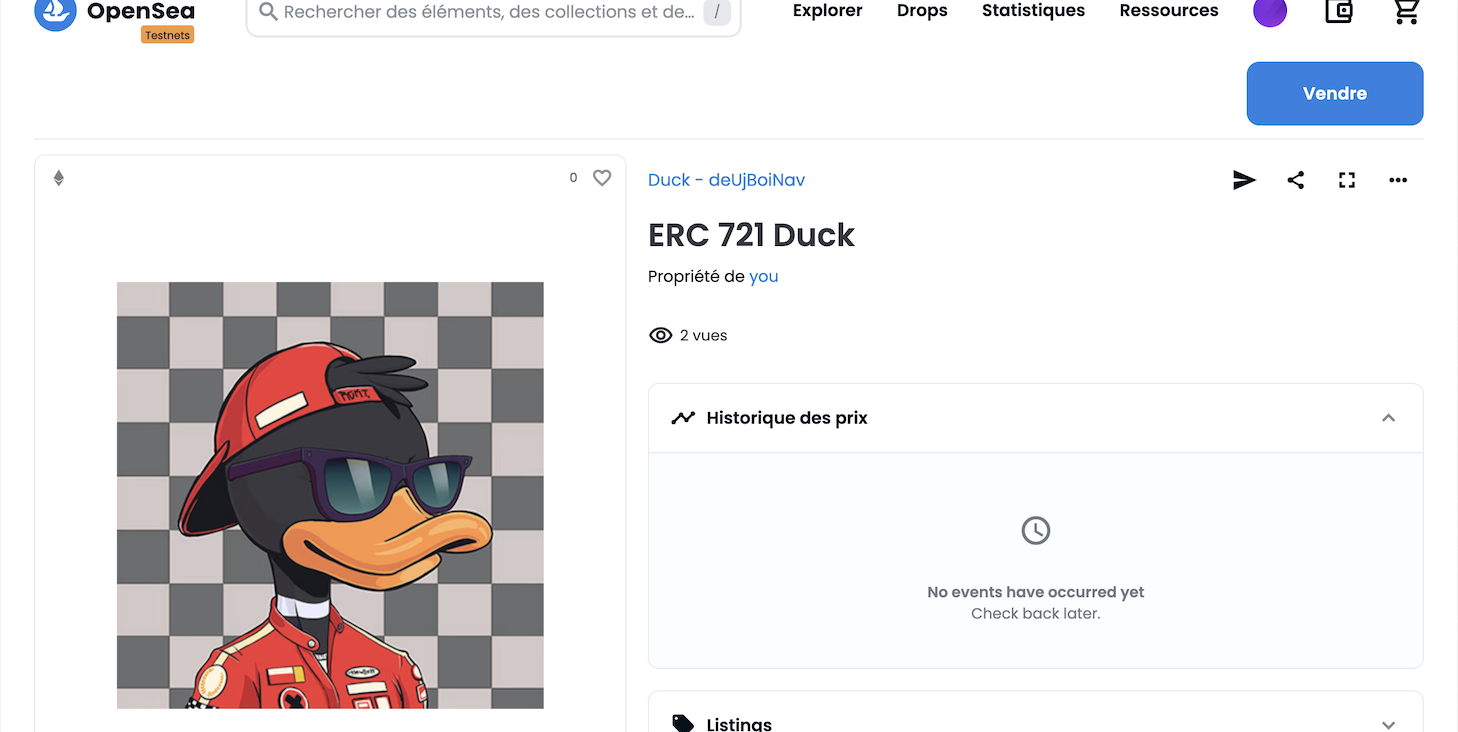 OpenSea
Testnets
Rechercher des éléments, des collections et de...
/
Explorer
Drops
Statistiques
Ressources
Vendre
0
Duck - deUjBoiNav
ERC 721 Duck
Propriété de you
2 vues
Historique des prix
No events have occurred yet
Check back later.
Listings